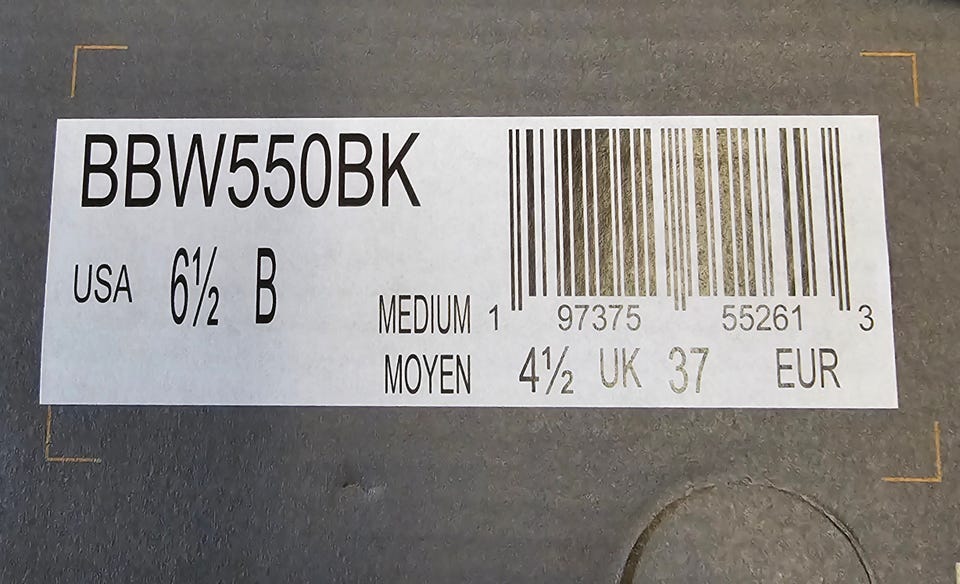 BBW550BK
USA 6½ B
MEDIUM 1 97375 55261 3
MOYEN 4½ UK 37 EUR